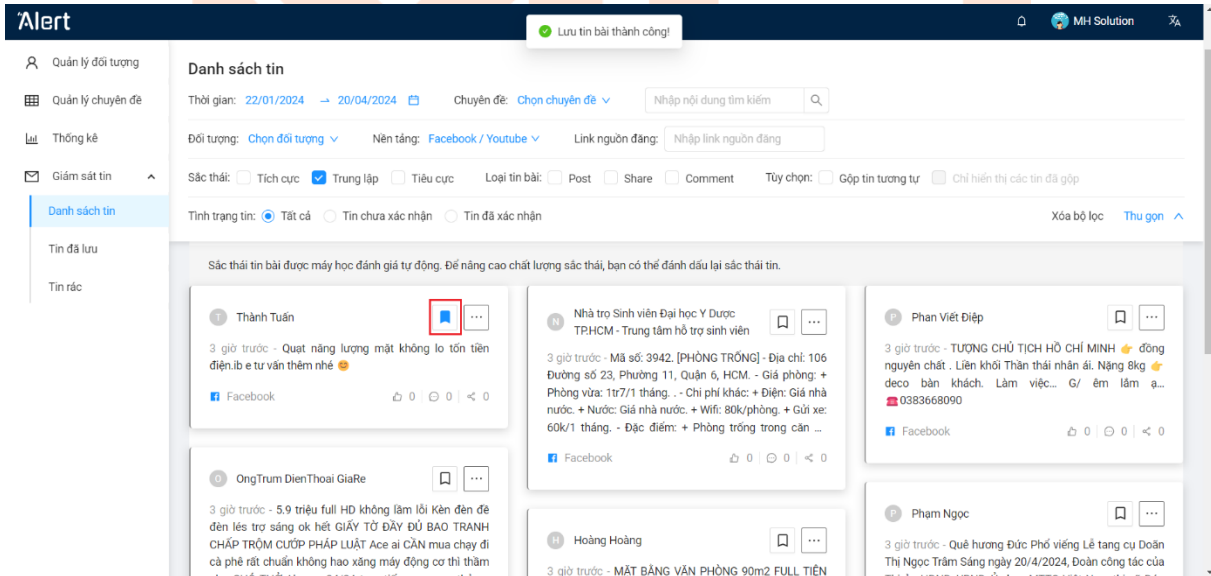 Alert
Lưu tin bài thành công!
MH Solution
Quản lý đối tượng
Quản lý chuyên đề
Thống kê
Giám sát tin
Danh sách tin
Tin đã lưu
Tin rác
Danh sách tin
Thời gian: 22/01/2024 → 20/04/2024 Chuyên đề: Chọn chuyên đề Nhập nội dung tìm kiếm
Đối tượng: Chọn đối tượng Nền tảng: Facebook / Youtube Link nguồn đăng: Nhập link nguồn đăng
Sắc thái: Tích cực Trung lập Tiêu cực Loại tin bài: Post Share Comment Tùy chọn: Gộp tin tương tự Chỉ hiển thị các tin đã gộp
Tình trạng tin: Tất cả Tin chưa xác nhận Tin đã xác nhận Xóa bộ lọc Thu gọn
Sắc thái tin bài được máy học đánh giá tự động. Để nâng cao chất lượng sắc thái, bạn có thể đánh dấu lại sắc thái tin.
T Thành Tuấn
3 giờ trước - Quạt năng lượng mặt không lo tốn tiền
điện.ib e tư vấn thêm nhé 😊
Facebook 0 0 0
O OngTrum DienThoai GiaRe
3 giờ trước - 5.9 triệu full HD không lầm lỗi Kèn đèn đề
đèn lés trợ sáng ok hết GIẤY TỜ ĐẦY ĐỦ BAO TRANH
CHẤP TRỘM CƯỚP PHÁP LUẬT Ace ai CẦN mua chạy đi
cà phê rất chuẩn không hao xăng máy động cơ thì thầm
N Nhà trọ Sinh viên Đại học Y Dược
TP.HCM - Trung tâm hỗ trợ sinh viên
3 giờ trước - Mã số: 3942. [PHÒNG TRỐNG] - Địa chỉ: 106
Đường số 23, Phường 11, Quận 6, HCM. - Giá phòng: +
Phòng vừa: 1tr7/1 tháng. . - Chi phí khác: + Điện: Giá nhà
nước. + Nước: Giá nhà nước. + Wifi: 80k/phòng. + Gửi xe:
60k/1 tháng. - Đặc điểm: + Phòng trống trong căn ...
Facebook 0 0 0
H Hoàng Hoàng
3 giờ trước - MẶT BẰNG VĂN PHÒNG 90m2 FULL TIỆN
P Phan Viết Điệp
3 giờ trước - TƯỢNG CHỦ TỊCH HỒ CHÍ MINH 👉 đồng
nguyên chất . Liền khối Thần thái nhân ái. Nặng 8kg 👉
deco bàn khách. Làm việc... G/ êm lắm ạ...
☎️0383668090
Facebook 0 0 0
P Phạm Ngọc
3 giờ trước - Quê hương Đức Phổ viếng Lễ tang cụ Doãn
Thị Ngọc Trâm Sáng ngày 20/4/2024, Đoàn công tác của